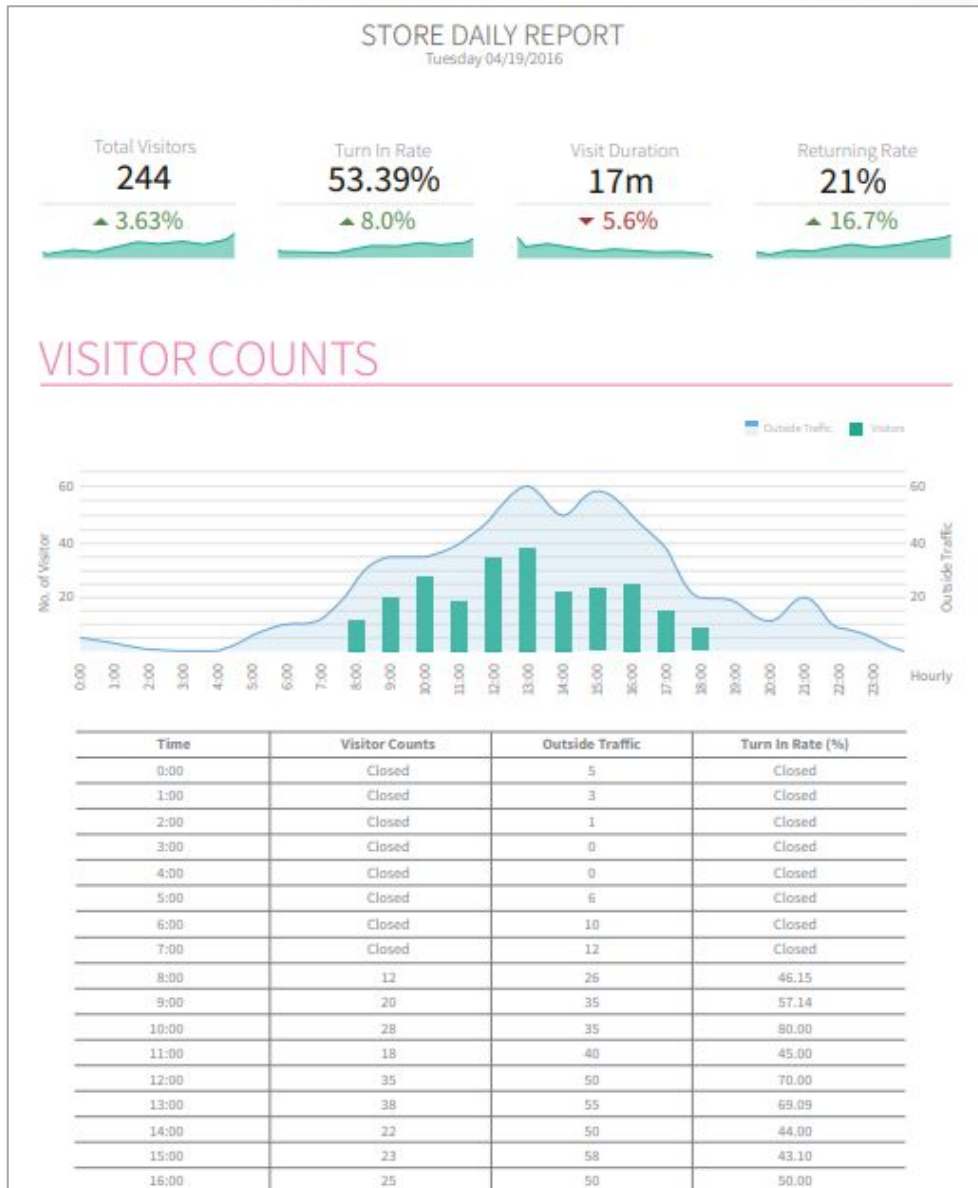 STORE DAILY REPORT
Tuesday 04/19/2016
Total Visitors Turn In Rate Visit Duration Returning Rate
244 53.39% 17m 21%
3.63% 8.0% 5.6% 16.7%
VISITOR COUNTS
Outside Traffic Visitors
60 60
40 40
20 20
No. of Visitor
Outside Traffic
0:00 1:00 2:00 3:00 4:00 5:00 6:00 7:00 8:00 9:00 10:00 11:00 12:00 13:00 14:00 15:00 16:00 17:00 18:00 19:00 20:00 21:00 22:00 23:00 Hourly
Time Visitor Counts Outside Traffic Turn In Rate (%)
0:00 Closed 5 Closed
1:00 Closed 3 Closed
2:00 Closed 1 Closed
3:00 Closed 0 Closed
4:00 Closed 0 Closed
5:00 Closed 6 Closed
6:00 Closed 10 Closed
7:00 Closed 12 Closed
8:00 12 26 46.15
9:00 20 35 57.14
10:00 28 35 80.00
11:00 18 40 45.00
12:00 35 50 70.00
13:00 38 55 69.09
14:00 22 50 44.00
15:00 23 58 43.10
16:00 25 50 50.00